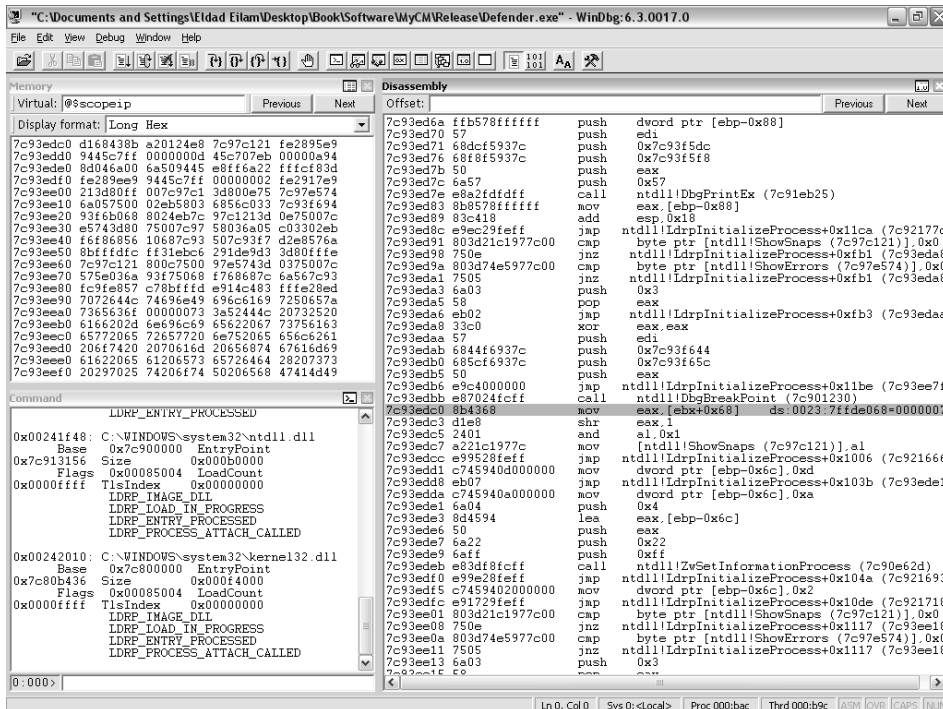 "C:\Documents and Settings\Eldad Eilam\Desktop\Book\Software\MyCM\Release\Defender.exe" - WinDbg:6.3.0017.0
File Edit View Debug Window Help
Memory
Virtual: @$scopeip Previous Next
Display format: Long Hex
7c93edc0 d168438b a20124e8 7c97c121 fe2895e9
7c93edd0 9445c7ff 0000000d 45c707eb 00000a94
7c93ede0 8d046a00 6a509445 e8ff6a22 fffcf83d
7c93edf0 fe289ee9 9445c7ff 00000002 fe2917e9
7c93ee00 213d80ff 007c97c1 3d800e75 7c97e574
7c93ee10 6a057500 02eb5803 6856c033 7c93f694
7c93ee20 93f6b068 8024eb7c 97c1213d 0e75007c
7c93ee30 e5743d80 75007c97 58036a05 c03302eb
7c93ee40 f6f86856 10687c93 507c93f7 d2e8576a
7c93ee50 8bfffdfc ff31ebc6 291de9d3 3d80fffe
7c93ee60 7c97c121 800c7500 97e5743d 0375007c
7c93ee70 575e036a 93f75068 f768687c 6a567c93
7c93ee80 fc9fe857 c78bfffd e914c483 fffe28ed
7c93ee90 7072644c 74696e49 696c6169 7250657a
7c93eea0 7365636f 00000073 3a52444c 20732520
7c93eeb0 6166202d 6e696c69 65622067 73756163
7c93eec0 65772065 72657720 6e752065 656c6261
7c93eed0 206f7420 2070616d 20656874 67616d69
7c93eee0 61622065 61206573 65726464 28207373
7c93eef0 20297025 74206f74 50206568 47414d49
Command
LDRP_ENTRY_PROCESSED
0x00241f48: C:\WINDOWS\system32\ntdll.dll
Base 0x7c900000 EntryPoint
0x7c913156 Size 0x000b0000
Flags 0x00085004 LoadCount
0x0000ffff TlsIndex 0x00000000
LDRP_IMAGE_DLL
LDRP_LOAD_IN_PROGRESS
LDRP_ENTRY_PROCESSED
LDRP_PROCESS_ATTACH_CALLED
0x00242010: C:\WINDOWS\system32\kernel32.dll
Base 0x7c800000 EntryPoint
0x7c80b436 Size 0x000f4000
Flags 0x00085004 LoadCount
0x0000ffff TlsIndex 0x00000000
LDRP_IMAGE_DLL
LDRP_LOAD_IN_PROGRESS
LDRP_ENTRY_PROCESSED
LDRP_PROCESS_ATTACH_CALLED
0:000>
Disassembly
Offset: Previous Next
7c93ed6a ffb578ffffff push dword ptr [ebp-0x88]
7c93ed70 57 push edi
7c93ed71 68dcf5937c push 0x7c93f5dc
7c93ed76 68f8f5937c push 0x7c93f5f8
7c93ed7b 50 push eax
7c93ed7c 6a57 push 0x57
7c93ed7e e8a2fdfdff call ntdll!DbgPrintEx (7c91eb25)
7c93ed83 8b8578ffffff mov eax,[ebp-0x88]
7c93ed89 83c418 add esp,0x18
7c93ed8c e9ec29feff jmp ntdll!LdrpInitializeProcess+0x11ca (7c92177c
7c93ed91 803d21c1977c00 cmp byte ptr [ntdll!ShowSnaps (7c97c121)],0x0
7c93ed98 750e jnz ntdll!LdrpInitializeProcess+0xfb1 (7c93eda8
7c93ed9a 803d74e5977c00 cmp byte ptr [ntdll!ShowErrors (7c97e574)],0x0
7c93eda1 7505 jnz ntdll!LdrpInitializeProcess+0xfb1 (7c93eda8
7c93eda3 6a03 push 0x3
7c93eda5 58 pop eax
7c93eda6 eb02 jmp ntdll!LdrpInitializeProcess+0xfb3 (7c93edaa
7c93eda8 33c0 xor eax,eax
7c93edaa 57 push edi
7c93edab 6844f6937c push 0x7c93f644
7c93edb0 685cf6937c push 0x7c93f65c
7c93edb5 50 push eax
7c93edb6 e9c4000000 jmp ntdll!LdrpInitializeProcess+0x11be (7c93ee7f
7c93edbb e87024fcff call ntdll!DbgBreakPoint (7c901230)
7c93edc0 8b4368 mov eax,[ebx+0x68] ds:0023:7ffde068=0000007
7c93edc3 d1e8 shr eax,1
7c93edc5 2401 and al,0x1
7c93edc7 a221c1977c mov [ntdll!ShowSnaps (7c97c121)],al
7c93edcc e99528feff jmp ntdll!LdrpInitializeProcess+0x1006 (7c921666
7c93edd1 c745940d000000 mov dword ptr [ebp-0x6c],0xd
7c93edd8 eb07 jmp ntdll!LdrpInitializeProcess+0x103b (7c93ede1
7c93edda c745940a000000 mov dword ptr [ebp-0x6c],0xa
7c93ede1 6a04 push 0x4
7c93ede3 8d4594 lea eax,[ebp-0x6c]
7c93ede6 50 push eax
7c93ede7 6a22 push 0x22
7c93ede9 6aff push 0xff
7c93edeb e83df8fcff call ntdll!ZwSetInformationProcess (7c90e62d)
7c93edf0 e99e28feff jmp ntdll!LdrpInitializeProcess+0x104a (7c921693
7c93edf5 c7459402000000 mov dword ptr [ebp-0x6c],0x2
7c93edfc e91729feff jmp ntdll!LdrpInitializeProcess+0x10de (7c921718
7c93ee01 803d21c1977c00 cmp byte ptr [ntdll!ShowSnaps (7c97c121)],0x0
7c93ee08 750e jnz ntdll!LdrpInitializeProcess+0x1117 (7c93ee18
7c93ee0a 803d74e5977c00 cmp byte ptr [ntdll!ShowErrors (7c97e574)],0x0
7c93ee11 7505 jnz ntdll!LdrpInitializeProcess+0x1117 (7c93ee18
7c93ee13 6a03 push 0x3
7c93ee15 58 pop eax
Ln 0, Col 0 Sys 0:<Local> Proc 000:bac Thrd 000:b9c ASM OVR CAPS NUM